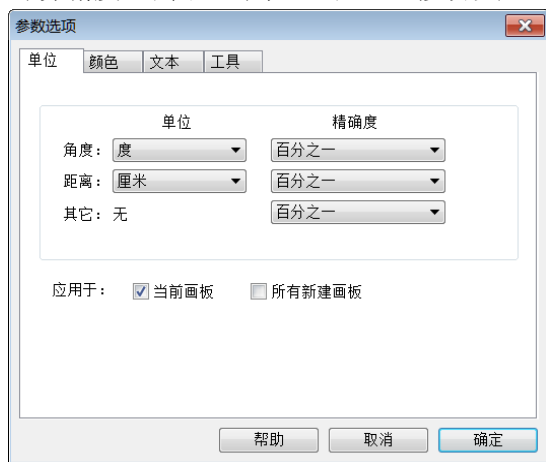 参数选项
单位 颜色 文本 工具
单位 精确度
角度: 度 百分之一
距离: 厘米 百分之一
其它: 无 百分之一
应用于: 当前画板 所有新建画板
帮助 取消 确定